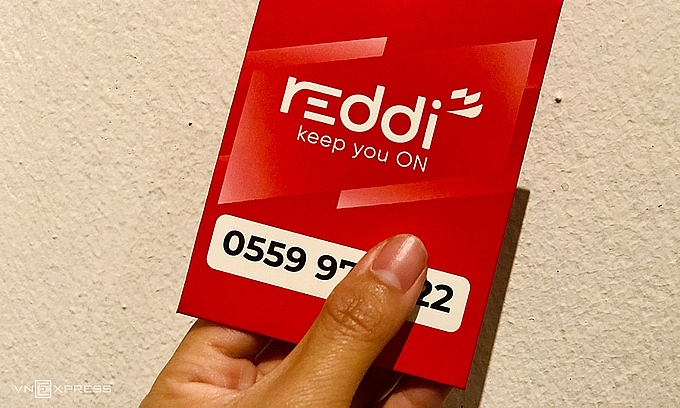 reddi
keep you ON
0559 97 22
VNEXPRESS